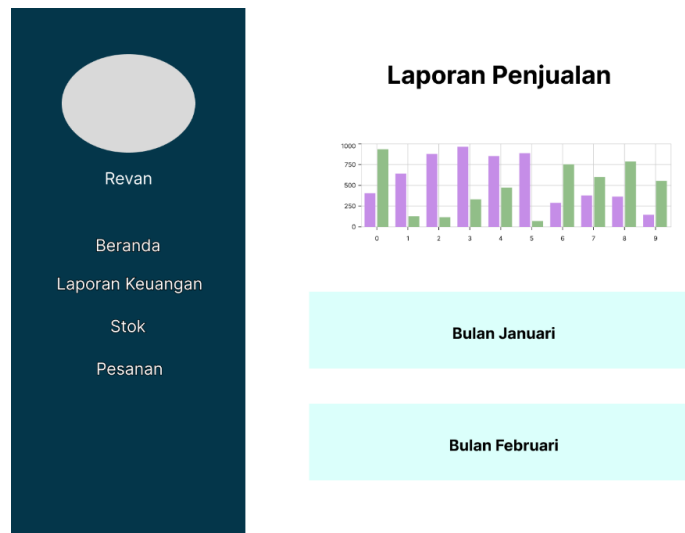 Revan
Beranda
Laporan Keuangan
Stok
Pesanan
Laporan Penjualan
1000
750
500
250
0
0 1 2 3 4 5 6 7 8 9
Bulan Januari
Bulan Februari